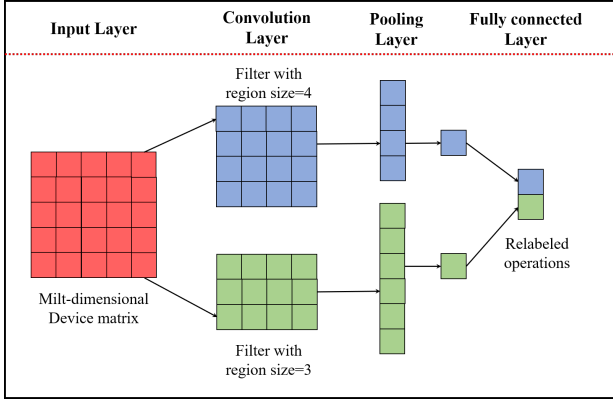 Input Layer
Convolution
Layer
Pooling
Layer
Fully connected
Layer
Filter with
region size=4
Milt-dimensional
Device matrix
Filter with
region size=3
Relabeled
operations